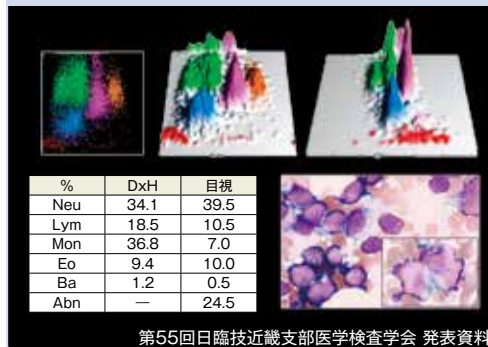 % DxH 目視
Neu 34.1 39.5
Lym 18.5 10.5
Mon 36.8 7.0
Eo 9.4 10.0
Ba 1.2 0.5
Abn — 24.5
第55回日臨技近畿支部医学検査学会 発表資料